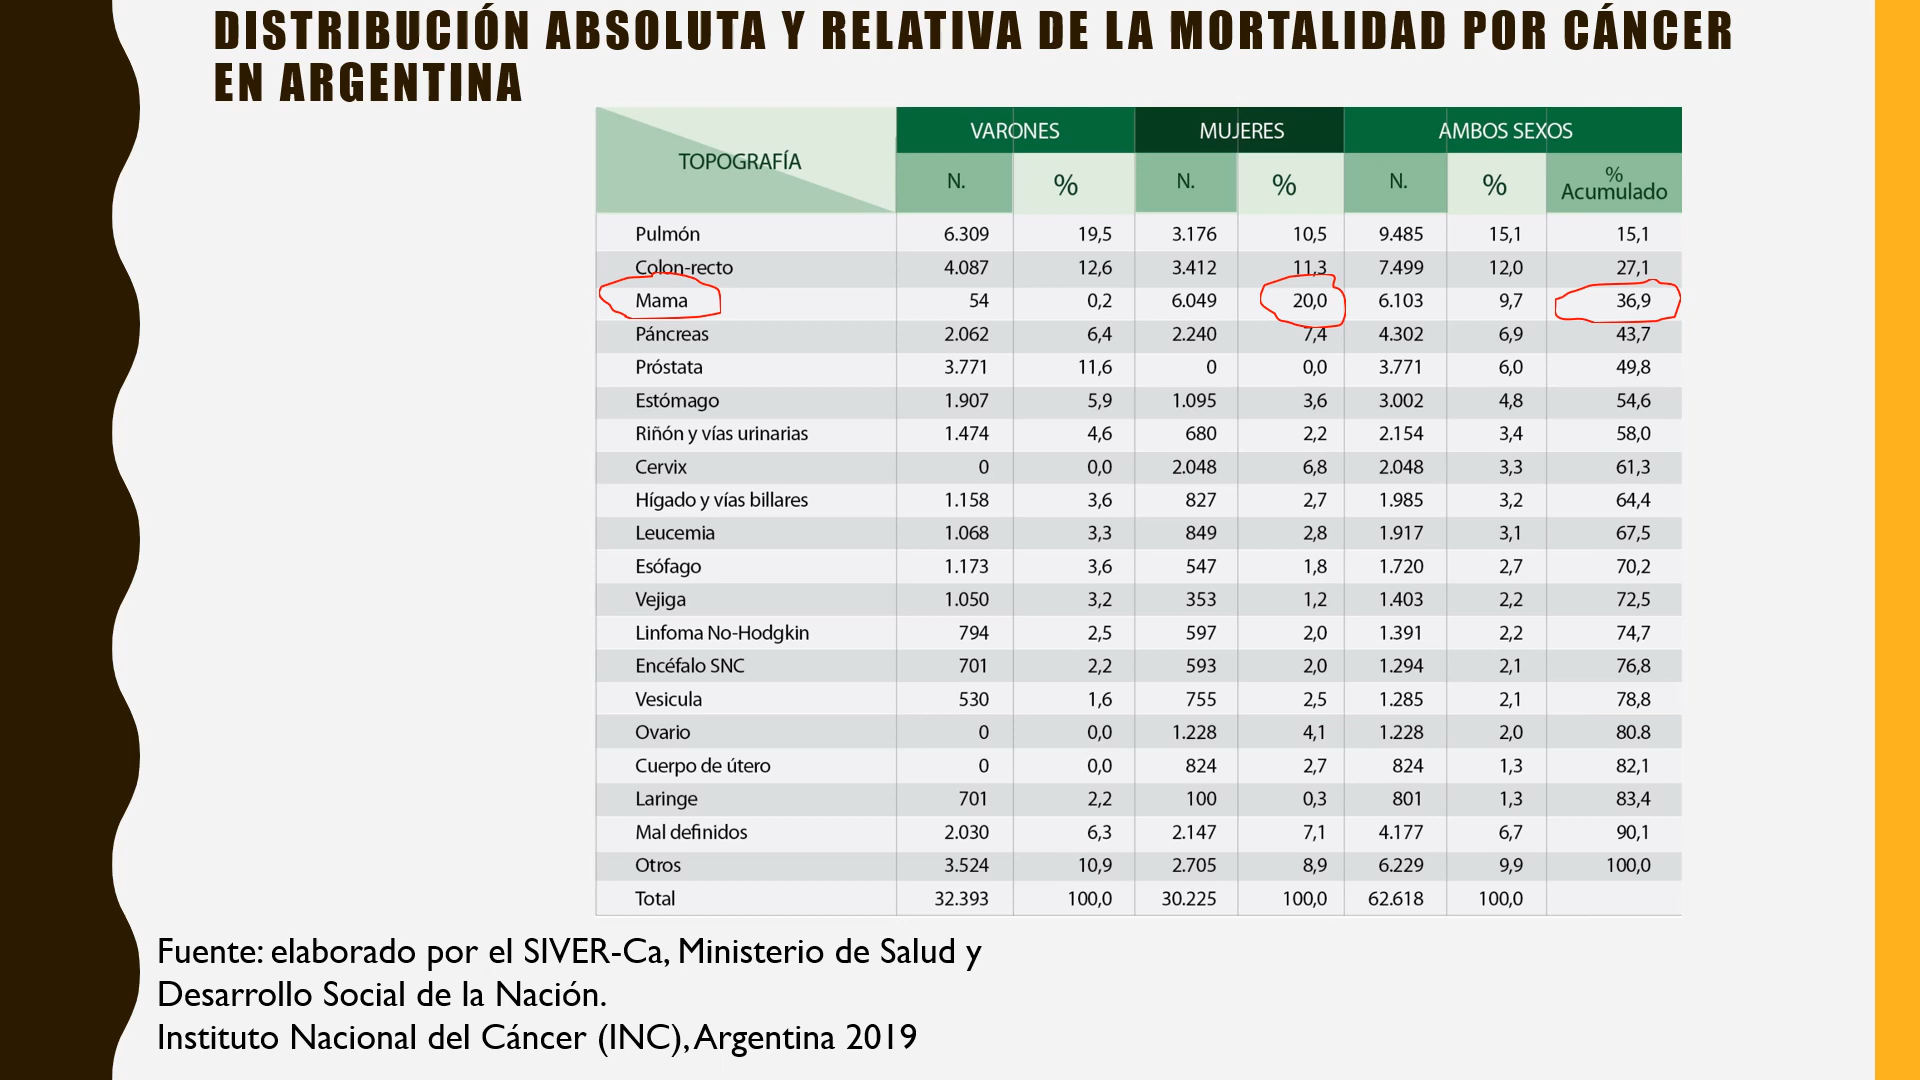 DISTRIBUCIÓN ABSOLUTA Y RELATIVA DE LA MORTALIDAD POR CÁNCER
EN ARGENTINA
TOPOGRAFÍA VARONES MUJERES AMBOS SEXOS
N. % N. % N. % % Acumulado
Pulmón 6.309 19,5 3.176 10,5 9.485 15,1 15,1
Colon-recto 4.087 12,6 3.412 11,3 7.499 12,0 27,1
Mama 54 0,2 6.049 20,0 6.103 9,7 36,9
Páncreas 2.062 6,4 2.240 7,4 4.302 6,9 43,7
Próstata 3.771 11,6 0 0,0 3.771 6,0 49,8
Estómago 1.907 5,9 1.095 3,6 3.002 4,8 54,6
Riñón y vías urinarias 1.474 4,6 680 2,2 2.154 3,4 58,0
Cervix 0 0,0 2.048 6,8 2.048 3,3 61,3
Hígado y vías billares 1.158 3,6 827 2,7 1.985 3,2 64,4
Leucemia 1.068 3,3 849 2,8 1.917 3,1 67,5
Esófago 1.173 3,6 547 1,8 1.720 2,7 70,2
Vejiga 1.050 3,2 353 1,2 1.403 2,2 72,5
Linfoma No-Hodgkin 794 2,5 597 2,0 1.391 2,2 74,7
Encéfalo SNC 701 2,2 593 2,0 1.294 2,1 76,8
Vesicula 530 1,6 755 2,5 1.285 2,1 78,8
Ovario 0 0,0 1.228 4,1 1.228 2,0 80.8
Cuerpo de útero 0 0,0 824 2,7 824 1,3 82,1
Laringe 701 2,2 100 0,3 801 1,3 83,4
Mal definidos 2.030 6,3 2.147 7,1 4.177 6,7 90,1
Otros 3.524 10,9 2.705 8,9 6.229 9,9 100,0
Total 32.393 100,0 30.225 100,0 62.618 100,0
Fuente: elaborado por el SIVER-Ca, Ministerio de Salud y
Desarrollo Social de la Nación.
Instituto Nacional del Cáncer (INC), Argentina 2019